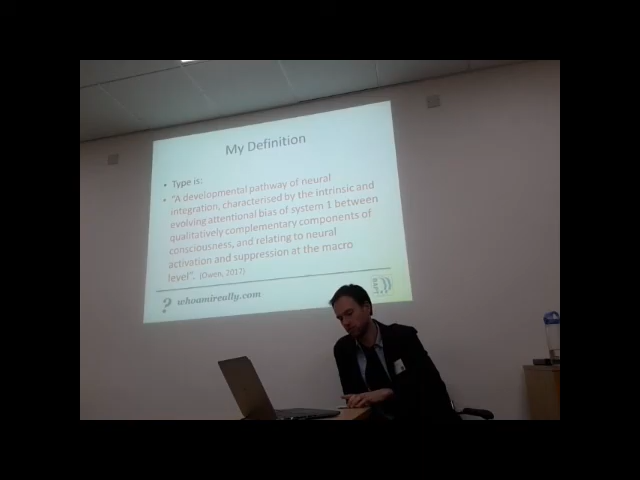 My Definition
• Type is:
• "A developmental pathway of neural
integration, characterised by the intrinsic and
evolving attentional bias of system 1 between
qualitatively complementary components of
consciousness, and relating to neural
activation and suppression at the macro
level". (Owen, 2017)
? whoamireally.com